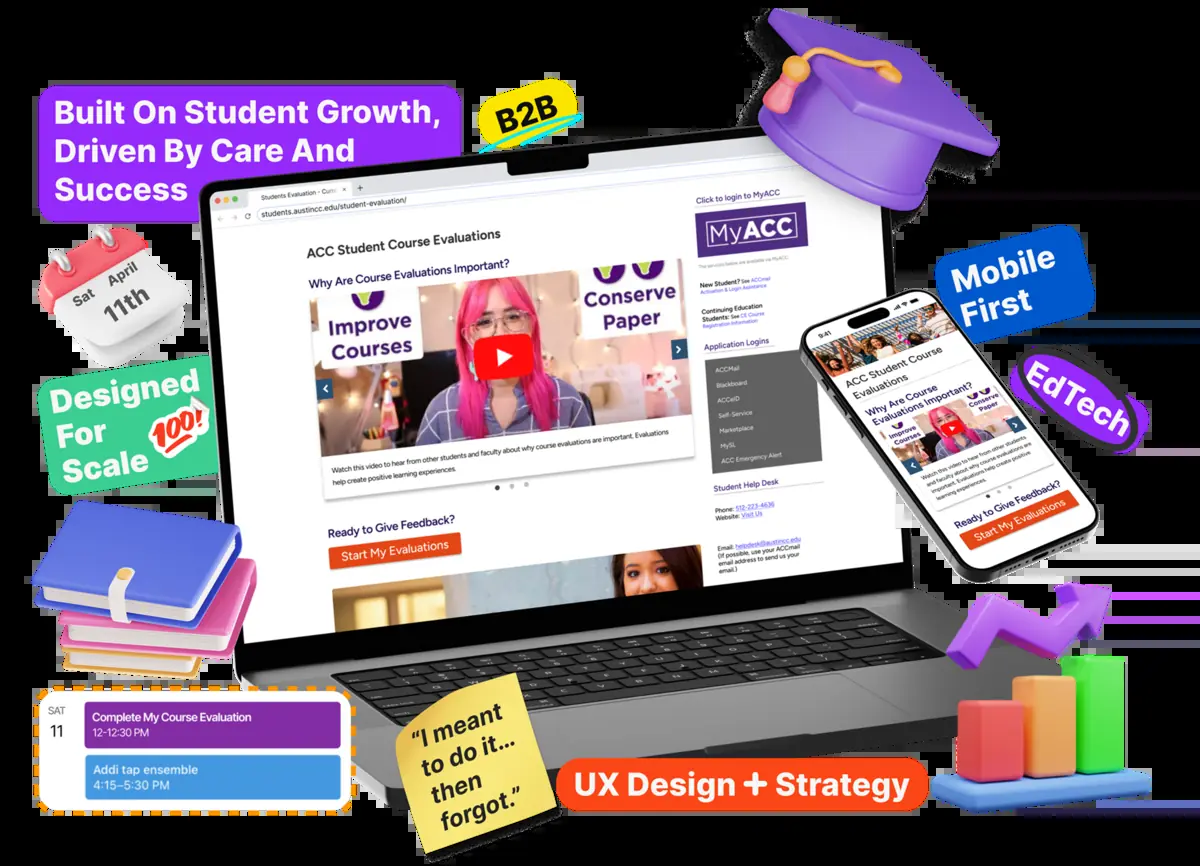 Built On Student Growth,
Driven By Care And
Success
B2B
Sat April
11th
Designed
For
Scale
100!
Students Evaluation - Curr
students.austincc.edu/student-evaluation/
ACC Student Course Evaluations
Why Are Course Evaluations Important?
Improve
Courses
Conserve
Paper
Watch this video to hear from other students and faculty about why course evaluations are important. Evaluations
help create positive learning experiences.
Ready to Give Feedback?
Start My Evaluations
Click to login to MyACC
MyACC
The services below are available via MyACC.
New Student? See ACCmail
Activation & Login Assistance
Continuing Education
Students: See CE Course
Registration Information
Application Logins
ACCMail
Blackboard
ACCeID
Self-Service
Marketplace
MySL
ACC Emergency Alert
Student Help Desk
Phone: 512-223-4636
Website: Visit Us
Email: helpdesk@austincc.edu
(If possible, use your ACCmail
email address to send us your
email.)
Mobile
First
9:41
ACC Student Course
Evaluations
Why Are Course
Evaluations Important?
Improve
Courses
Conserve
Paper
Watch this video to hear from other students
and faculty about why course evaluations are
important. Evaluations help create positive
learning experiences.
Ready to Give Feedback?
Start My Evaluations
EdTech
SAT
11
Complete My Course Evaluation
12-12:30 PM
Addi tap ensemble
4:15–5:30 PM
“I meant
to do it...
then
forgot.”
UX Design + Strategy